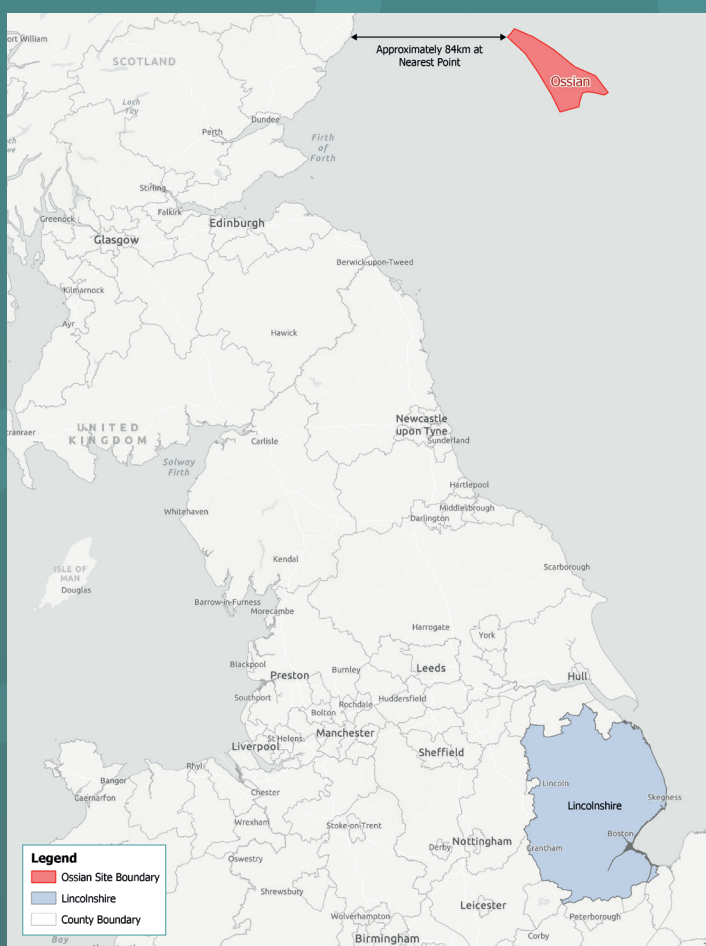 ort William
SCOTLAND
Approximately 84km at
Nearest Point
Ossian
Loch
Tay
Dundee
Perth
Firth
of
Forth
Stirling
Falkirk
Greenock
Edinburgh
Glasgow
Berwick-upon-Tweed
Kilmarnock
Ayr
Hawick
UNITED
KINGDOM
tranraer
Newcastle
upon Tyne
Sunderland
Carlisle
Solway
Firth
Hartlepool
Middlesbrough
Darlington
Whitehaven
Kendal
ISLE OF
MAN
Douglas
Scarborough
Barrow-in-Furness
Morecambe
Harrogate
York
Blackpool
Preston
Burnley
Leeds
Hull
Southport
Bolton
Rochdale
Huddersfield
St Helens
Manchester
Liverpool
Sheffield
Rhyl
Bangor
Caernarfon
Chester
Lincoln
Lincolnshire
Skegness
Wrexham
Stoke-on-Trent
Derby
Nottingham
Grantham
Boston
Oswestry
Shrewsbury
Leicester
Wolverhampton
Peterborough
Corby
Birmingham
Bay
Legend
Ossian Site Boundary
Lincolnshire
County Boundary